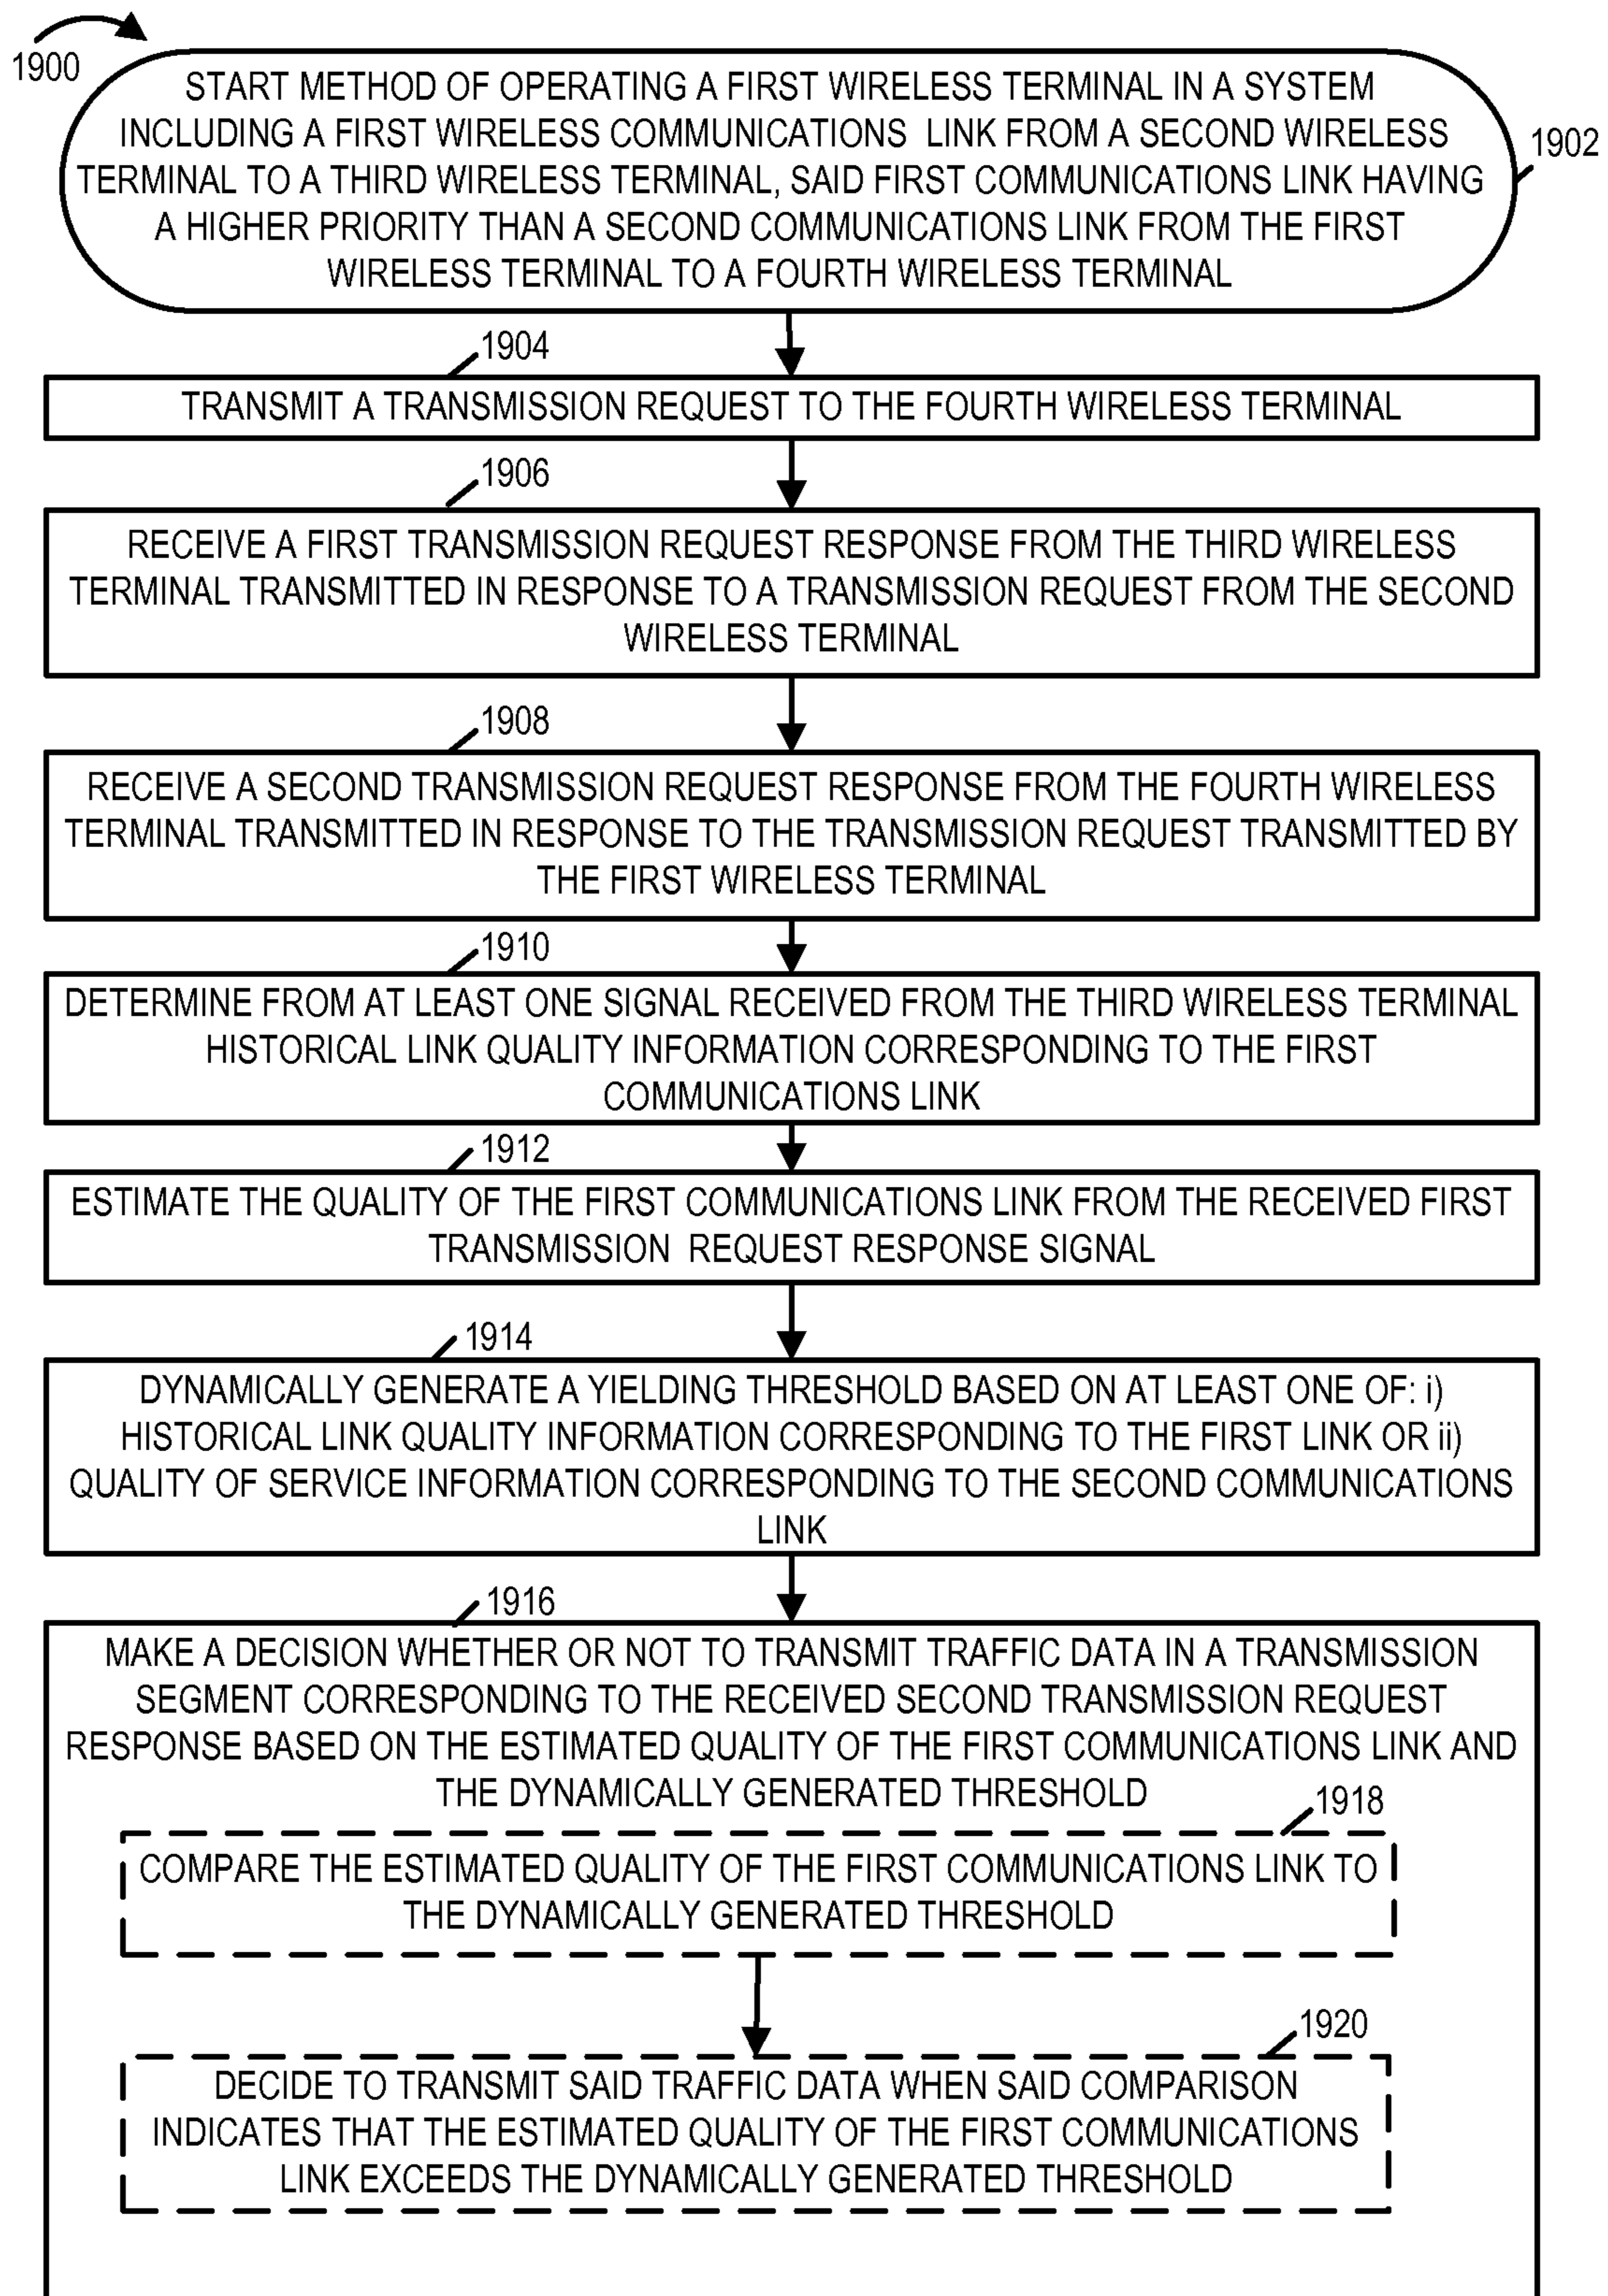 1900
START METHOD OF OPERATING A FIRST WIRELESS TERMINAL IN A SYSTEM
INCLUDING A FIRST WIRELESS COMMUNICATIONS LINK FROM A SECOND WIRELESS
TERMINAL TO A THIRD WIRELESS TERMINAL, SAID FIRST COMMUNICATIONS LINK HAVING
A HIGHER PRIORITY THAN A SECOND COMMUNICATIONS LINK FROM THE FIRST
WIRELESS TERMINAL TO A FOURTH WIRELESS TERMINAL
1902
1904
TRANSMIT A TRANSMISSION REQUEST TO THE FOURTH WIRELESS TERMINAL
1906
RECEIVE A FIRST TRANSMISSION REQUEST RESPONSE FROM THE THIRD WIRELESS
TERMINAL TRANSMITTED IN RESPONSE TO A TRANSMISSION REQUEST FROM THE SECOND
WIRELESS TERMINAL
1908
RECEIVE A SECOND TRANSMISSION REQUEST RESPONSE FROM THE FOURTH WIRELESS
TERMINAL TRANSMITTED IN RESPONSE TO THE TRANSMISSION REQUEST TRANSMITTED BY
THE FIRST WIRELESS TERMINAL
1910
DETERMINE FROM AT LEAST ONE SIGNAL RECEIVED FROM THE THIRD WIRELESS TERMINAL
HISTORICAL LINK QUALITY INFORMATION CORRESPONDING TO THE FIRST
COMMUNICATIONS LINK
1912
ESTIMATE THE QUALITY OF THE FIRST COMMUNICATIONS LINK FROM THE RECEIVED FIRST
TRANSMISSION REQUEST RESPONSE SIGNAL
1914
DYNAMICALLY GENERATE A YIELDING THRESHOLD BASED ON AT LEAST ONE OF: i)
HISTORICAL LINK QUALITY INFORMATION CORRESPONDING TO THE FIRST LINK OR ii)
QUALITY OF SERVICE INFORMATION CORRESPONDING TO THE SECOND COMMUNICATIONS
LINK
1916
MAKE A DECISION WHETHER OR NOT TO TRANSMIT TRAFFIC DATA IN A TRANSMISSION
SEGMENT CORRESPONDING TO THE RECEIVED SECOND TRANSMISSION REQUEST
RESPONSE BASED ON THE ESTIMATED QUALITY OF THE FIRST COMMUNICATIONS LINK AND
THE DYNAMICALLY GENERATED THRESHOLD
1918
COMPARE THE ESTIMATED QUALITY OF THE FIRST COMMUNICATIONS LINK TO
THE DYNAMICALLY GENERATED THRESHOLD
1920
DECIDE TO TRANSMIT SAID TRAFFIC DATA WHEN SAID COMPARISON
INDICATES THAT THE ESTIMATED QUALITY OF THE FIRST COMMUNICATIONS
LINK EXCEEDS THE DYNAMICALLY GENERATED THRESHOLD